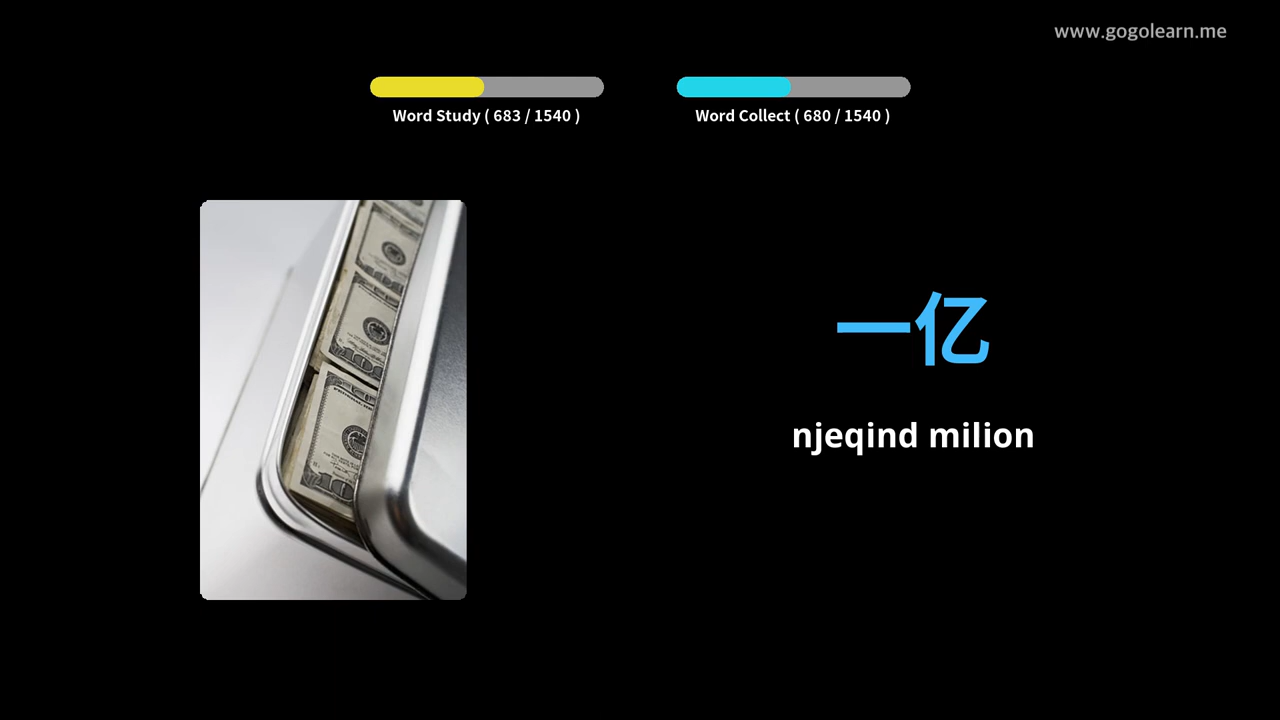 www.gogolearn.me
Word Study ( 683 / 1540 )
Word Collect ( 680 / 1540 )
一亿
njeqind milion